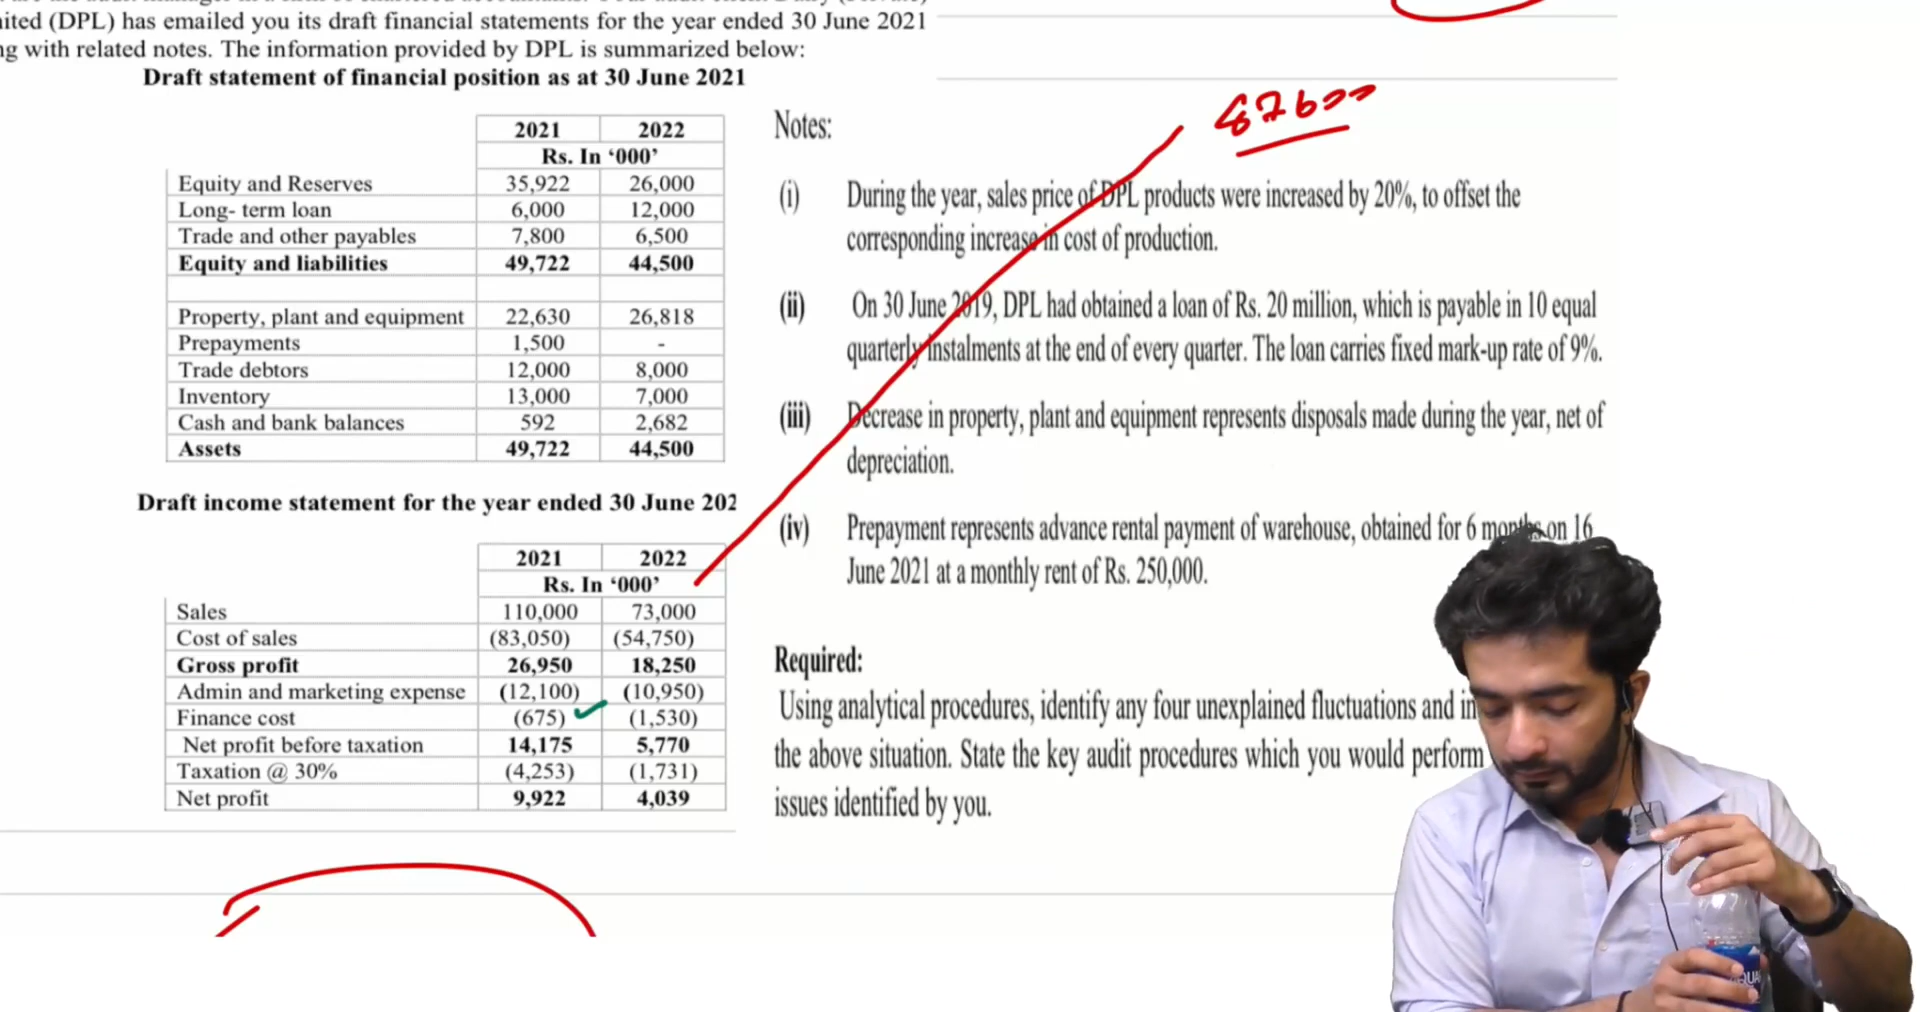 ited (DPL) has emailed you its draft financial statements for the year ended 30 June 2021
ng with related notes. The information provided by DPL is summarized below:
Draft statement of financial position as at 30 June 2021
2021 2022
Rs. In ‘000’
Equity and Reserves 35,922 26,000
Long- term loan 6,000 12,000
Trade and other payables 7,800 6,500
Equity and liabilities 49,722 44,500
Property, plant and equipment 22,630 26,818
Prepayments 1,500 -
Trade debtors 12,000 8,000
Inventory 13,000 7,000
Cash and bank balances 592 2,682
Assets 49,722 44,500
Draft income statement for the year ended 30 June 202
2021 2022
Rs. In ‘000’
Sales 110,000 73,000
Cost of sales (83,050) (54,750)
Gross profit 26,950 18,250
Admin and marketing expense (12,100) (10,950)
Finance cost (675) (1,530)
Net profit before taxation 14,175 5,770
Taxation @ 30% (4,253) (1,731)
Net profit 9,922 4,039
87600
Notes:
(i) During the year, sales price of DPL products were increased by 20%, to offset the
corresponding increase in cost of production.
(ii) On 30 June 2019, DPL had obtained a loan of Rs. 20 million, which is payable in 10 equal
quarterly instalments at the end of every quarter. The loan carries fixed mark-up rate of 9%.
(iii) Decrease in property, plant and equipment represents disposals made during the year, net of
depreciation.
(iv) Prepayment represents advance rental payment of warehouse, obtained for 6 months on 16
June 2021 at a monthly rent of Rs. 250,000.
Required:
Using analytical procedures, identify any four unexplained fluctuations and in
the above situation. State the key audit procedures which you would perform
issues identified by you.